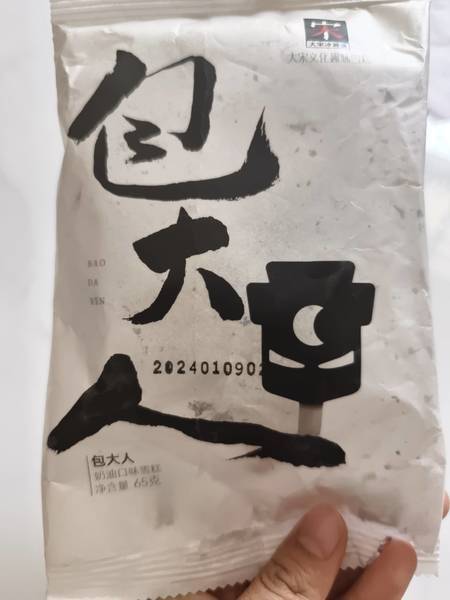 宋
包
大
人
BAO
DA
REN
2024010902
包大人
奶油口味雪糕
净含量 65克